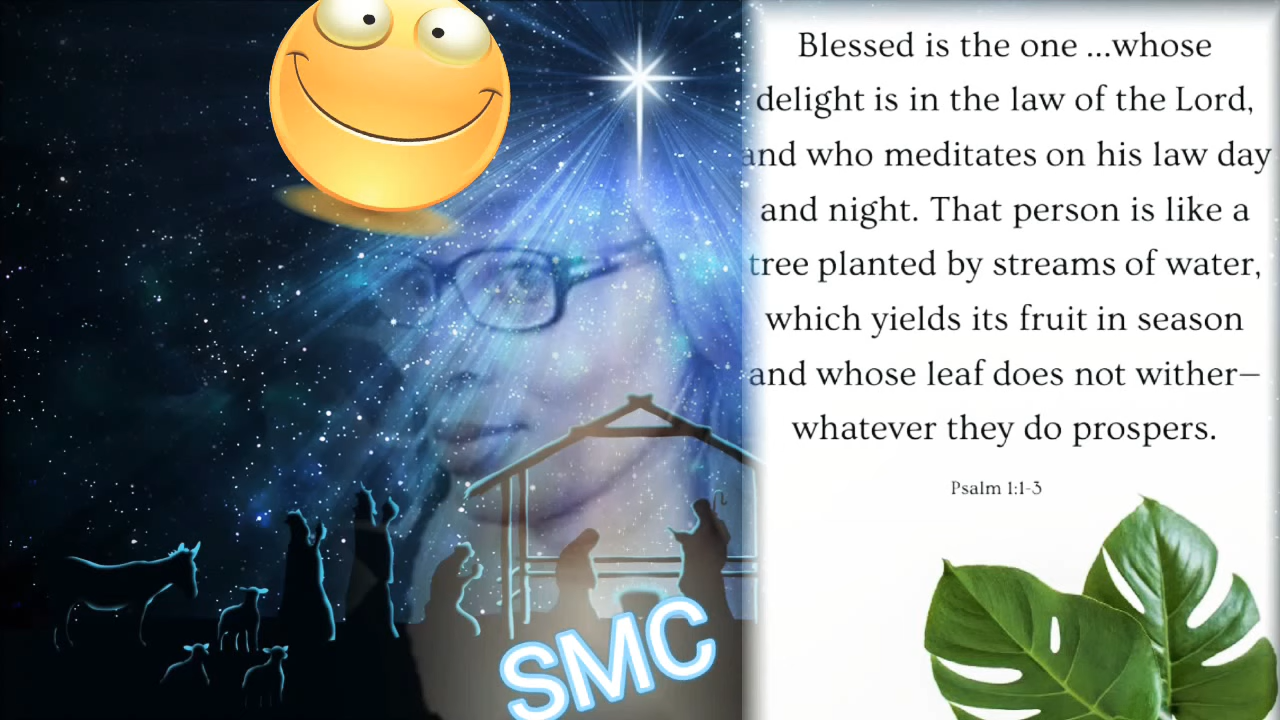 Blessed is the one ...whose
delight is in the law of the Lord,
and who meditates on his law day
and night. That person is like a
tree planted by streams of water,
which yields its fruit in season
and whose leaf does not wither—
whatever they do prospers.
Psalm 1:1-3
SMC